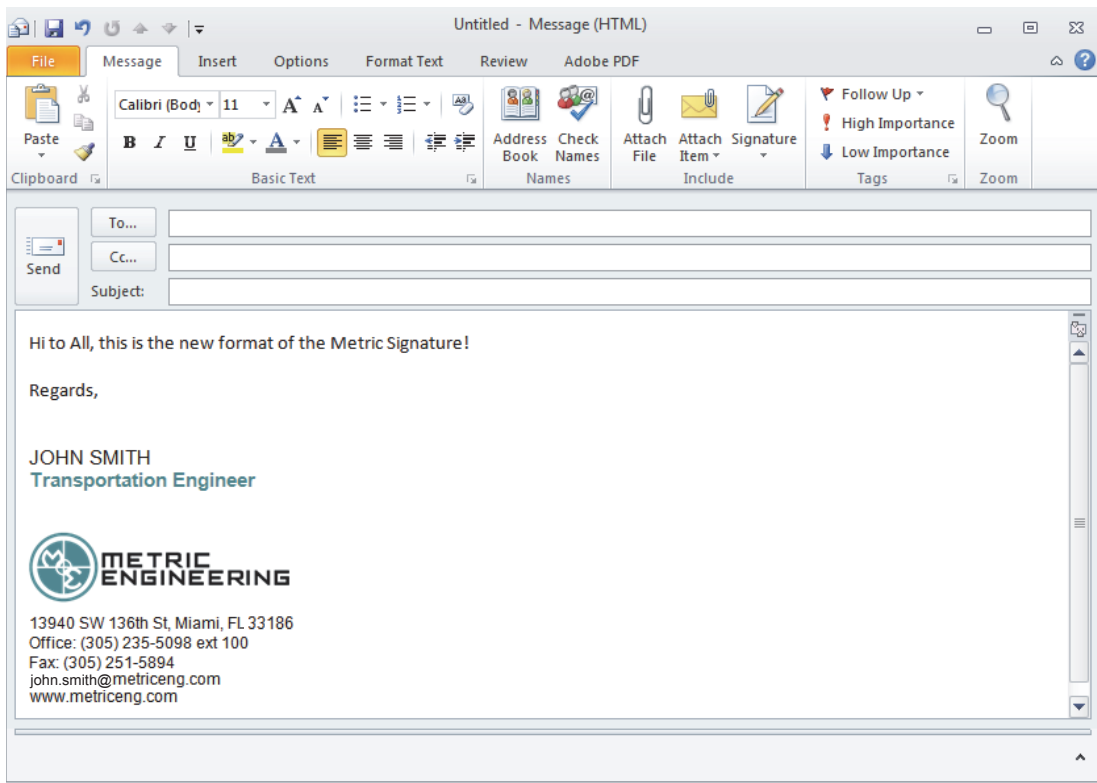 Untitled - Message (HTML)
File Message Insert Options Format Text Review Adobe PDF
Paste
Clipboard
Calibri (Body 11
B I U
Basic Text
Address Book
Check Names
Names
Attach File
Attach Item
Signature
Include
Follow Up
High Importance
Low Importance
Tags
Zoom
Zoom
Send
To...
Cc...
Subject:
Hi to All, this is the new format of the Metric Signature!
Regards,
JOHN SMITH
Transportation Engineer
METRIC
ENGINEERING
13940 SW 136th St, Miami, FL 33186
Office: (305) 235-5098 ext 100
Fax: (305) 251-5894
john.smith@metriceng.com
www.metriceng.com